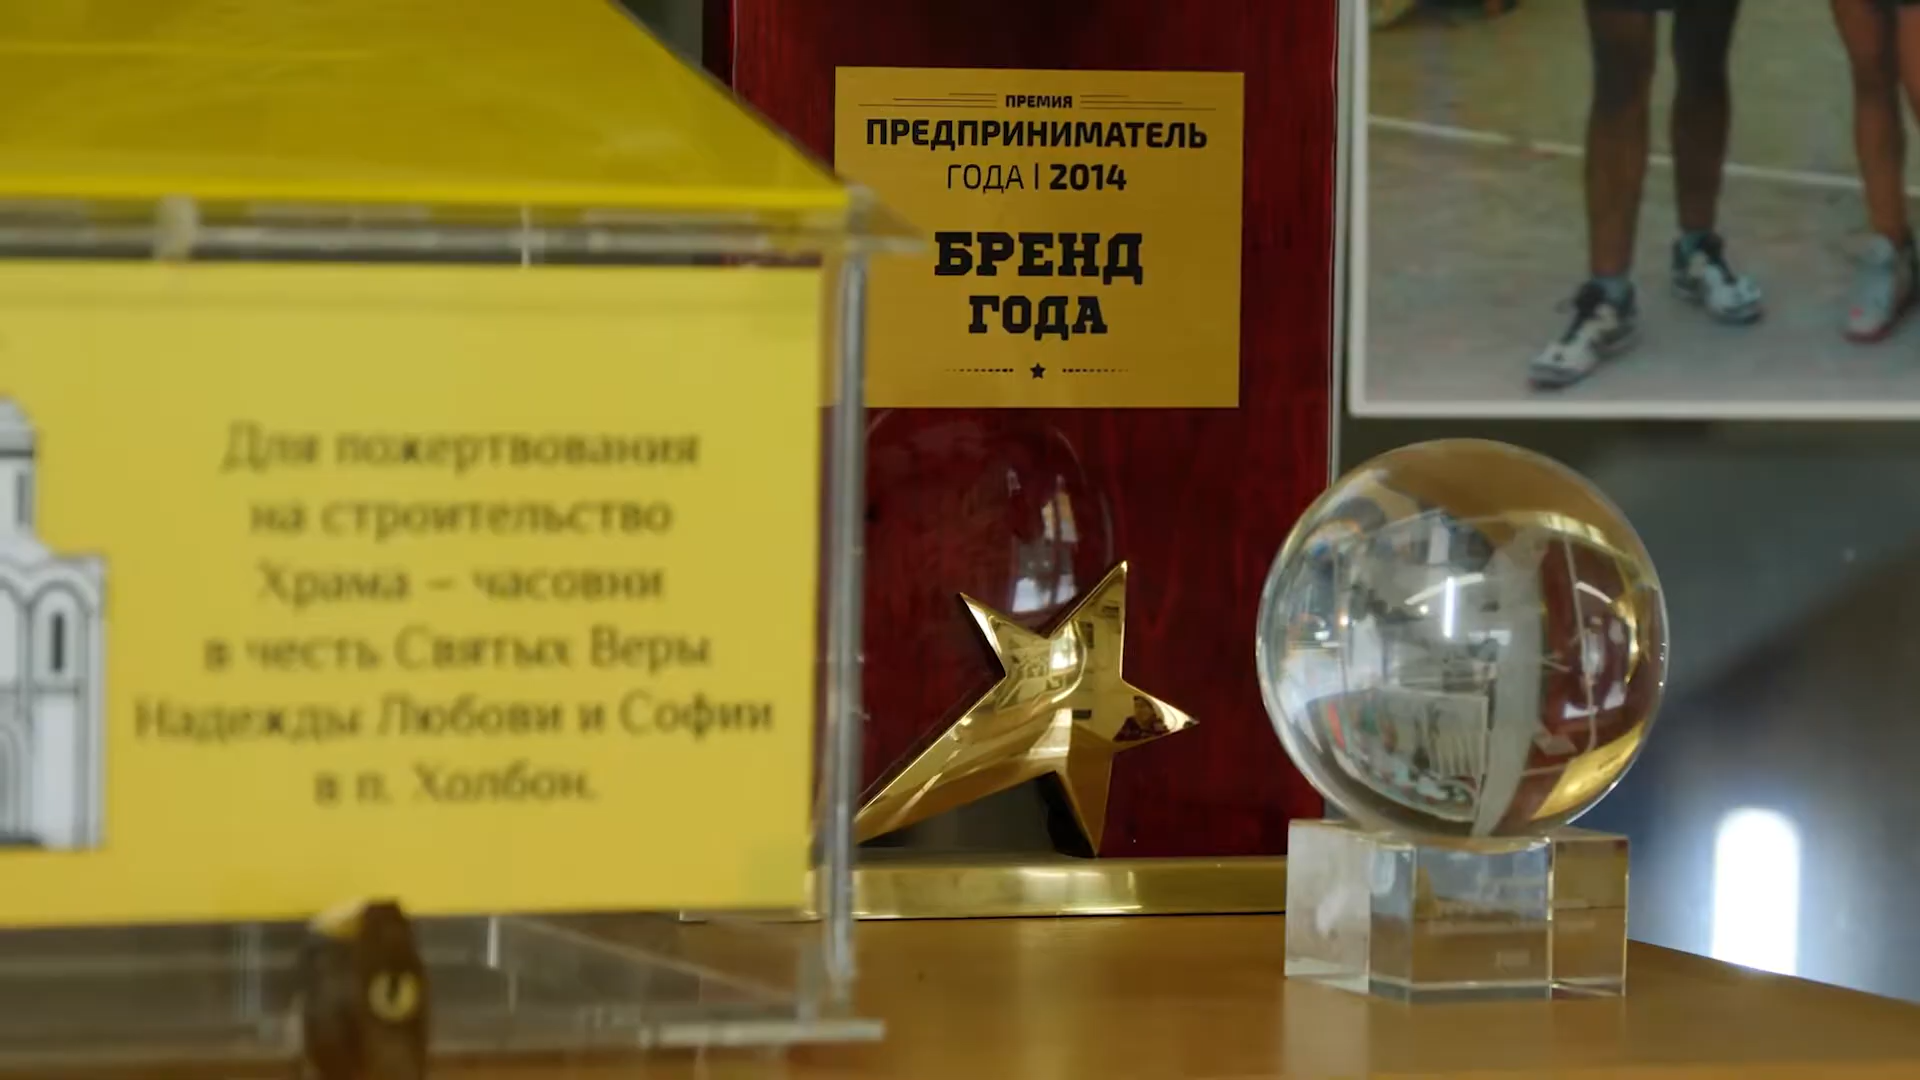 ПРЕМИЯ
ПРЕДПРИНИМАТЕЛЬ
ГОДА | 2014
БРЕНД
ГОДА
Для пожертвования
на строительство
Храма – часовни
в честь Святых Веры
Надежды Любови и Софии
в п. Холбон.